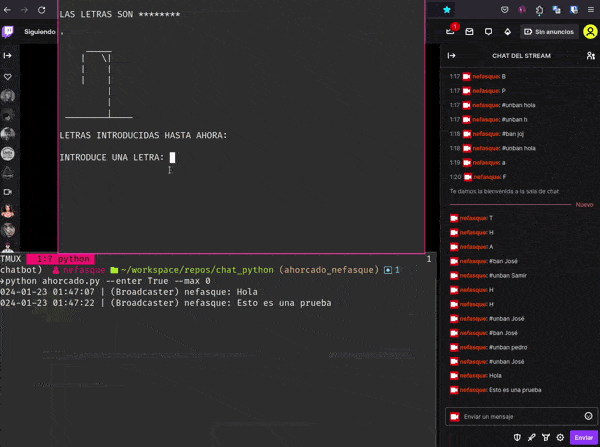 LAS LETRAS SON ********
LETRAS INTRODUCIDAS HASTA AHORA:
INTRODUCE UNA LETRA:
TMUX 1:7 python 1
chatbot) nefasque ~/workspace/repos/chat_python (ahorcado_nefasque) 1
python ahorcado.py --enter True --max 0
024-01-23 01:47:07 | (Broadcaster) nefasque: Hola
024-01-23 01:47:22 | (Broadcaster) nefasque: Esto es una prueba
Siguiendo
1
Sin anuncios
CHAT DEL STREAM
1:17 nefasque: B
1:17 nefasque: P
1:17 nefasque: #unban hola
1:17 nefasque: #unban h
1:18 nefasque: #ban joj
1:18 nefasque: #unban hola
1:19 nefasque: a
1:20 nefasque: F
Te damos la bienvenida a la sala de chat
Nuevo
nefasque: T
nefasque: H
nefasque: A
nefasque: #ban José
nefasque: #unban Samir
nefasque: H
nefasque: H
nefasque: #unban José
nefasque: #ban José
nefasque: #unban pedro
nefasque: #unban José
nefasque: Hola
nefasque: Esto es una prueba
Enviar un mensaje
Enviar